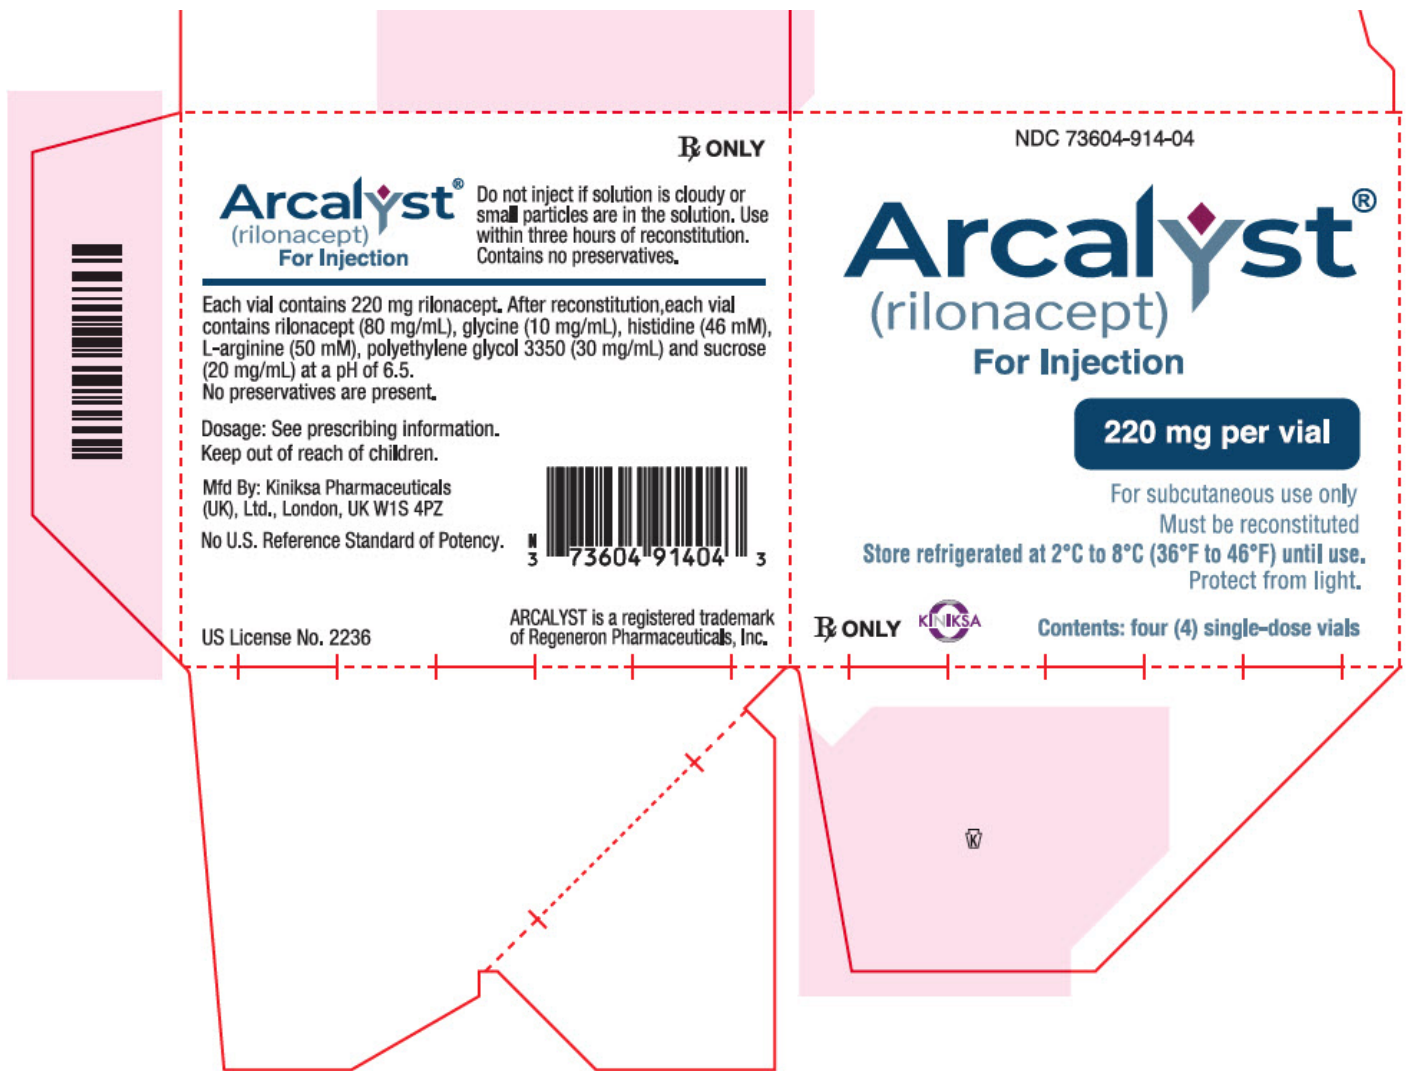 ℞ ONLY
Arcalyst®
(rilonacept)
For Injection
Do not inject if solution is cloudy or
small particles are in the solution. Use
within three hours of reconstitution.
Contains no preservatives.
Each vial contains 220 mg rilonacept. After reconstitution,each vial
contains rilonacept (80 mg/mL), glycine (10 mg/mL), histidine (46 mM),
L-arginine (50 mM), polyethylene glycol 3350 (30 mg/mL) and sucrose
(20 mg/mL) at a pH of 6.5.
No preservatives are present.
Dosage: See prescribing information.
Keep out of reach of children.
Mfd By: Kiniksa Pharmaceuticals
(UK), Ltd., London, UK W1S 4PZ
No U.S. Reference Standard of Potency.
N
3 73604 91404 3
US License No. 2236
ARCALYST is a registered trademark
of Regeneron Pharmaceuticals, Inc.
NDC 73604-914-04
Arcalyst®
(rilonacept)
For Injection
220 mg per vial
For subcutaneous use only
Must be reconstituted
Store refrigerated at 2°C to 8°C (36°F to 46°F) until use.
Protect from light.
℞ ONLY
KINIKSA
Contents: four (4) single-dose vials
K